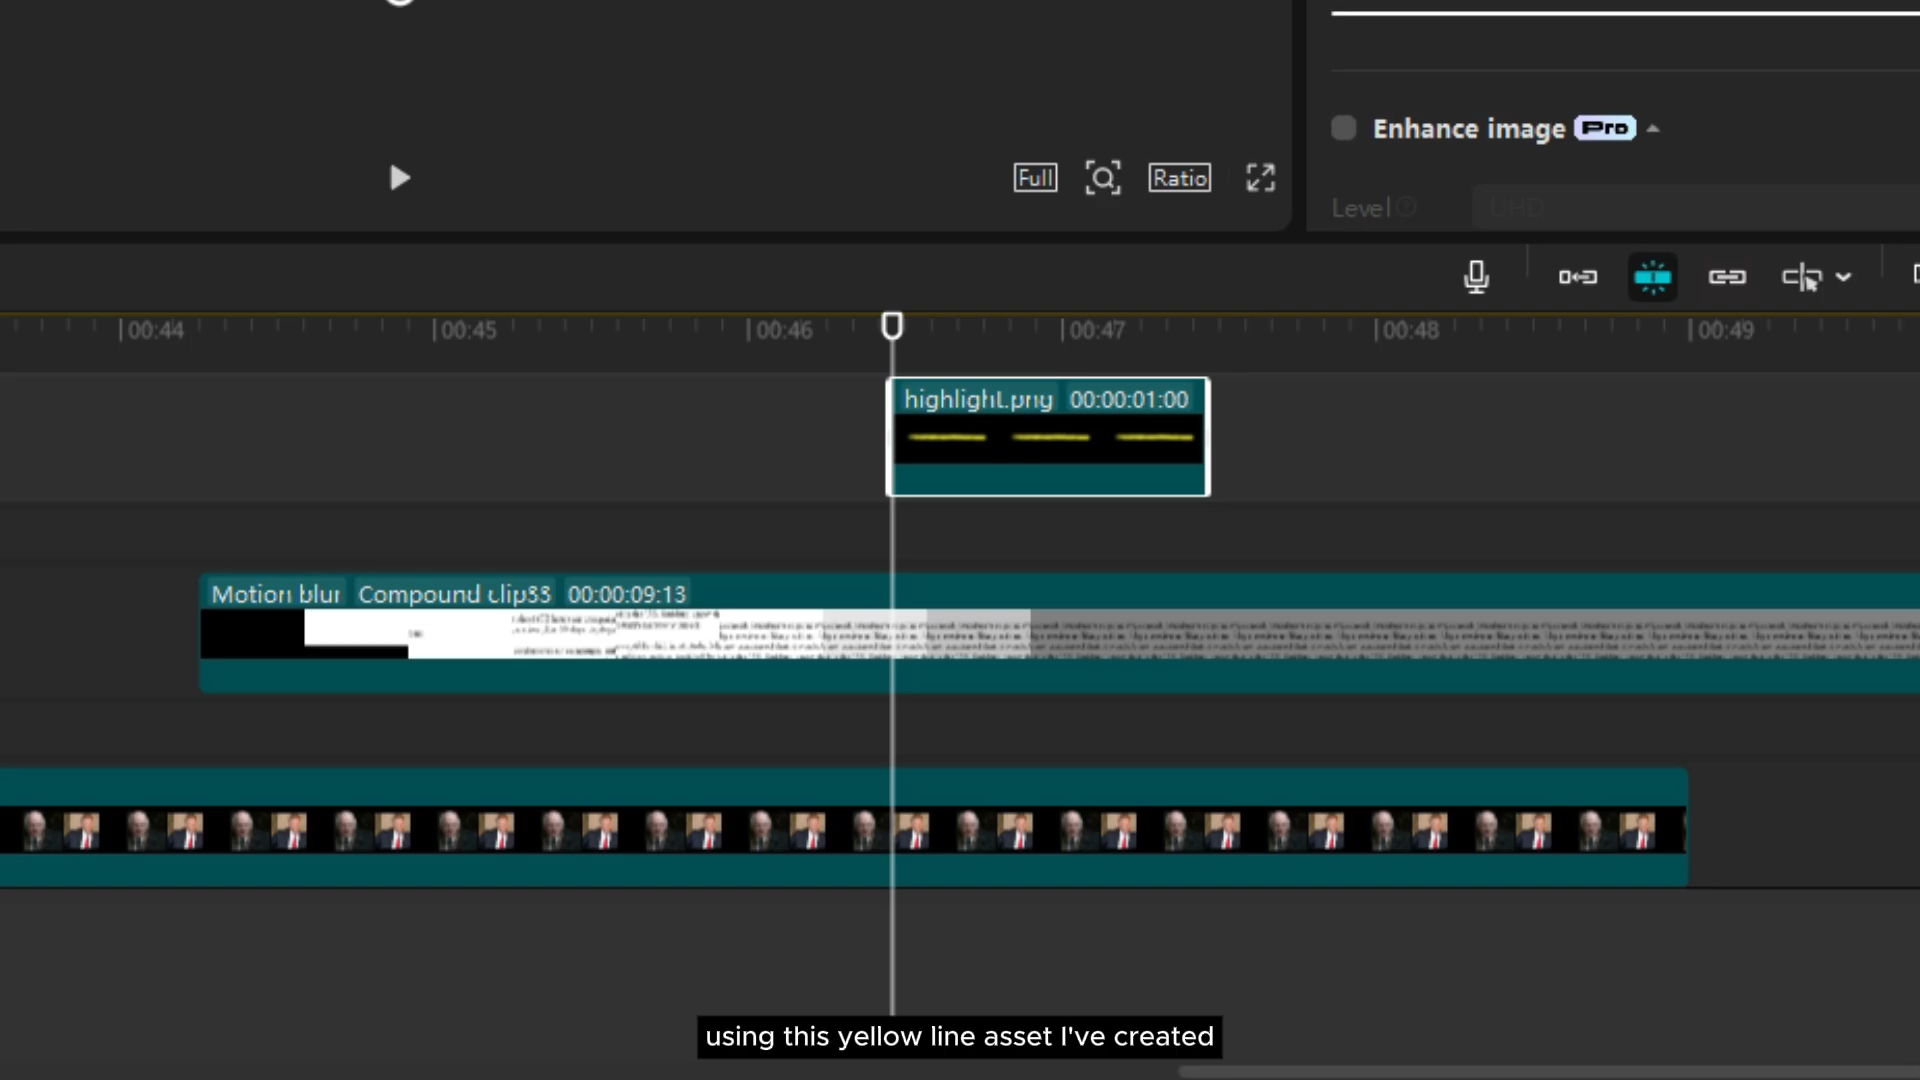 Enhance image Pro
Full
Ratio
Level
UHD
00:44
00:45
00:46
00:47
00:48
00:49
highlight.png 00:00:01:00
Motion blur Compound clip33 00:00:09:13
using this yellow line asset I've created